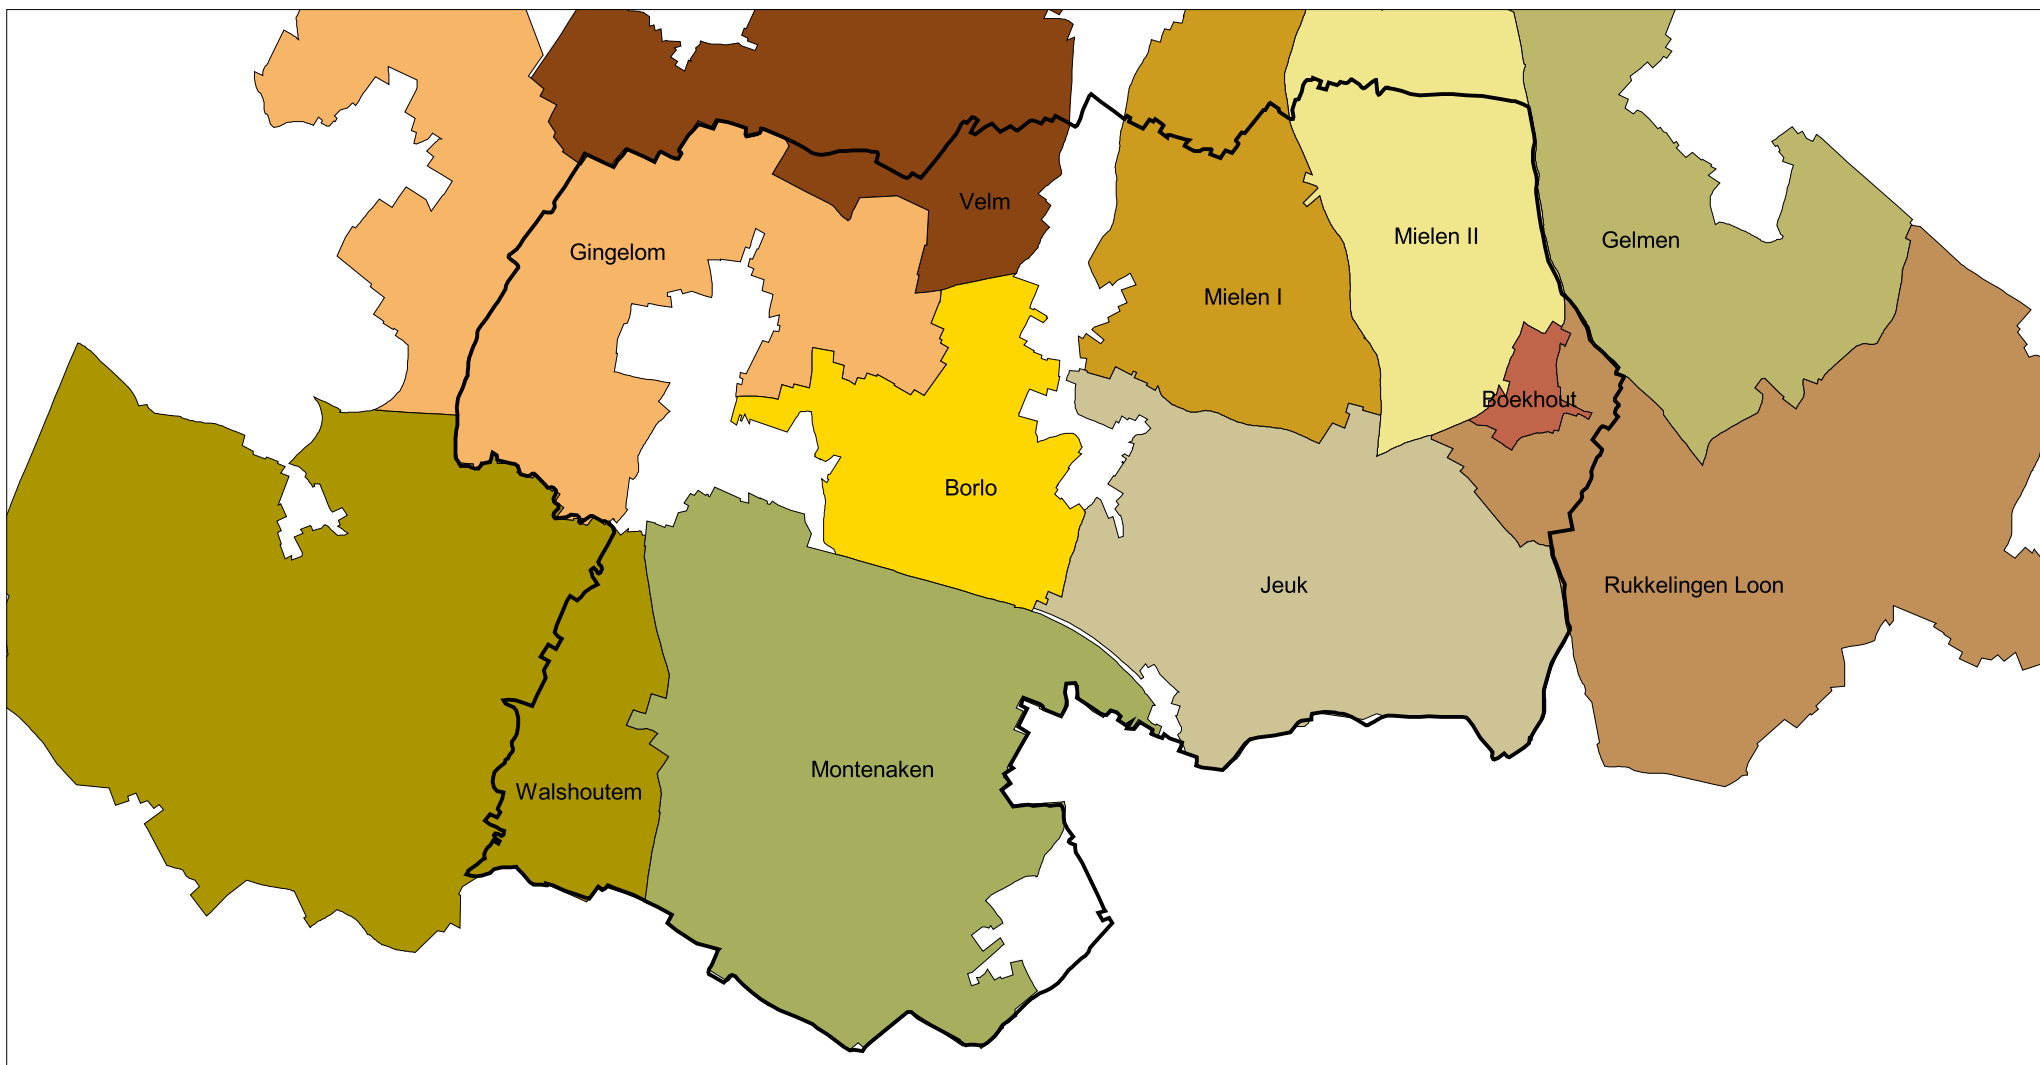 Velm
Mielen II
Gelmen
Gingelom
Mielen I
Boekhout
Borlo
Jeuk
Rukkelingen Loon
Montenaken
Walshoutem